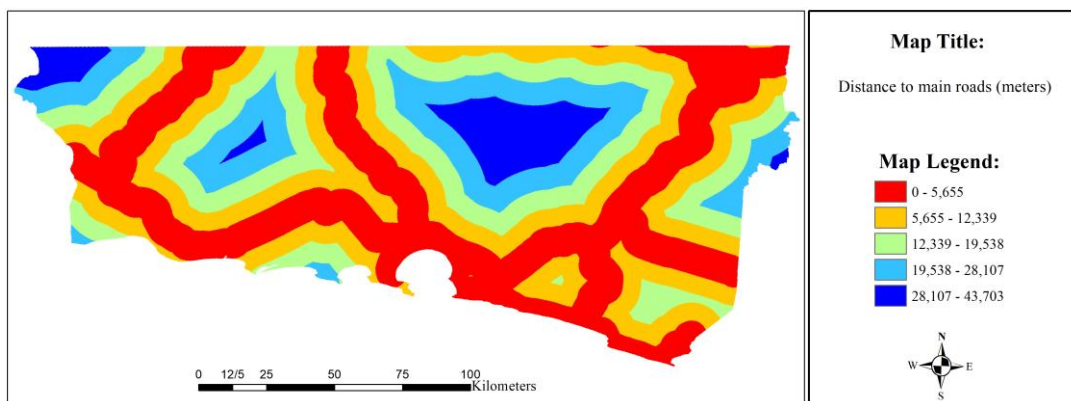 Map Title:
Distance to main roads (meters)
Map Legend:
0 - 5,655
5,655 - 12,339
12,339 - 19,538
19,538 - 28,107
28,107 - 43,703
N
W E
S
0 12/5 25 50 75 100
Kilometers